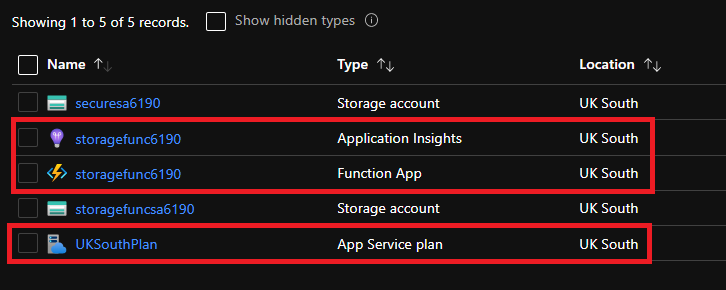 Showing 1 to 5 of 5 records. Show hidden types
Name Type Location
securesa6190 Storage account UK South
storagefunc6190 Application Insights UK South
storagefunc6190 Function App UK South
storagefuncsa6190 Storage account UK South
UKSouthPlan App Service plan UK South